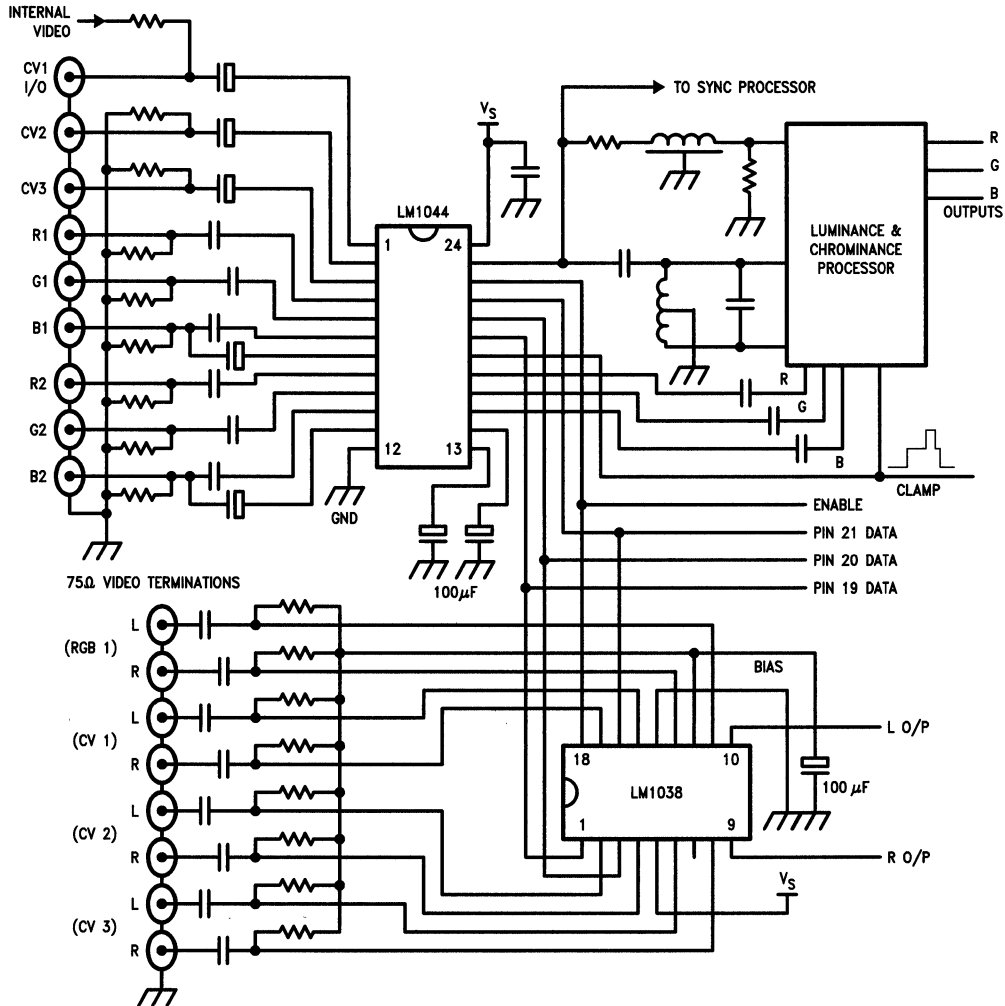 INTERNAL
VIDEO
CV1
I/O
CV2
CV3
R1
G1
B1
R2
G2
B2
75Ω VIDEO TERMINATIONS
LM1044
1
24
12
13
GND
VS
100μF
TO SYNC PROCESSOR
LUMINANCE &
CHROMINANCE
PROCESSOR
R
G
B
OUTPUTS
R
G
B
CLAMP
ENABLE
PIN 21 DATA
PIN 20 DATA
PIN 19 DATA
L
(RGB 1)
R
L
(CV 1)
R
L
(CV 2)
R
L
(CV 3)
R
BIAS
18
10
LM1038
1
9
L O/P
100 μF
R O/P
VS